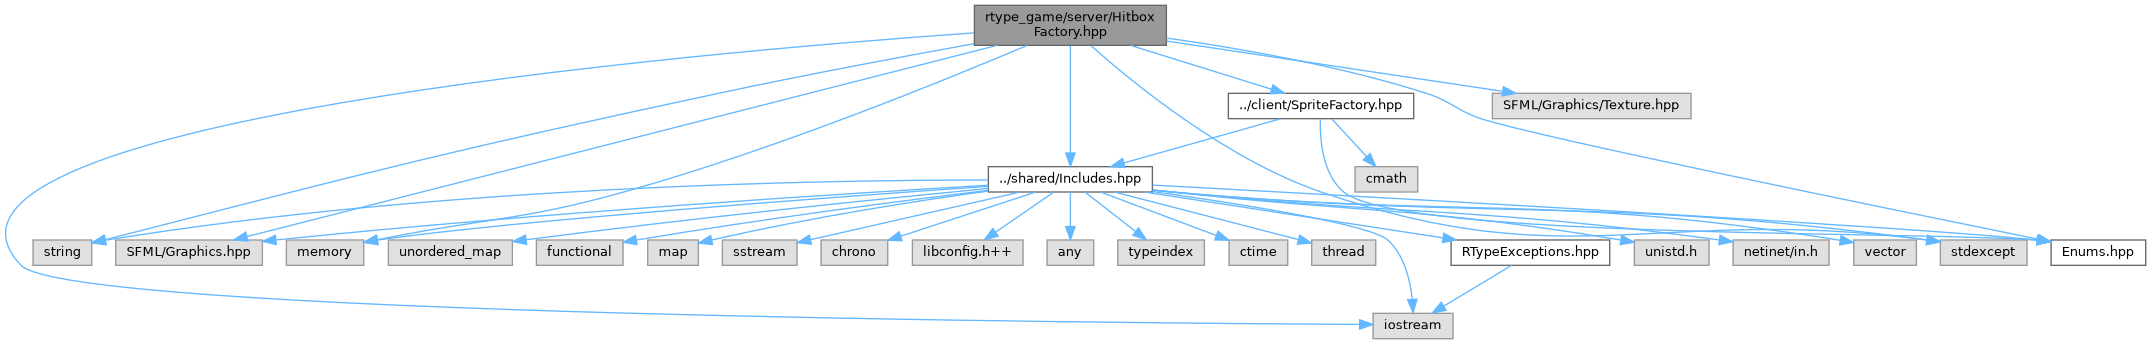 rtype_game/server/Hitbox
Factory.hpp
../client/SpriteFactory.hpp
SFML/Graphics/Texture.hpp
../shared/Includes.hpp
cmath
string
SFML/Graphics.hpp
memory
unordered_map
functional
map
sstream
chrono
libconfig.h++
any
typeindex
ctime
thread
RTypeExceptions.hpp
unistd.h
netinet/in.h
vector
stdexcept
Enums.hpp
iostream